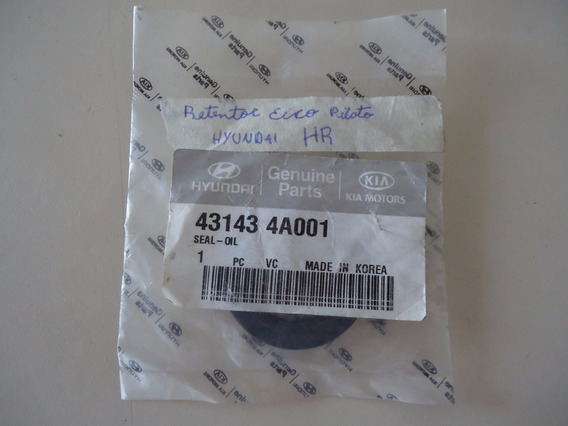 Retentor Eixo Piloto
HYUNDAI HR
HYUNDAI
Genuine
Parts
KIA
KIA MOTORS
43143 4A001
SEAL-OIL
1 PC VC MADE IN KOREA